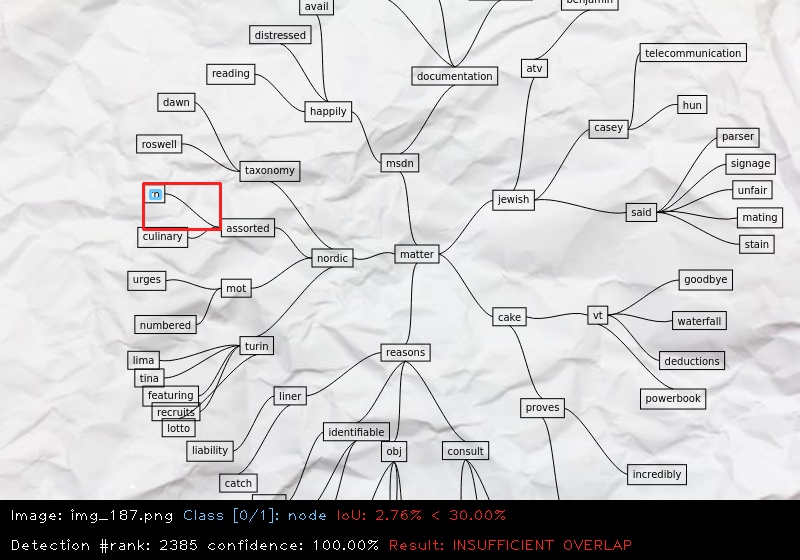 avail
benjamin
distressed
telecommunication
reading
documentation
atv
dawn
happily
hun
casey
parser
roswell
msdn
signage
taxonomy
unfair
jewish
said
mating
culinary
assorted
stain
nordic
matter
urges
mot
goodbye
numbered
cake
vt
waterfall
turin
reasons
lima
deductions
tina
featuring
liner
powerbook
recruits
proves
lotto
identifiable
liability
obj
consult
incredibly
catch
Image: img_187.png Class [0/1]: node IoU: 2.76% < 30.00%
Detection #rank: 2385 confidence: 100.00% Result: INSUFFICIENT OVERLAP